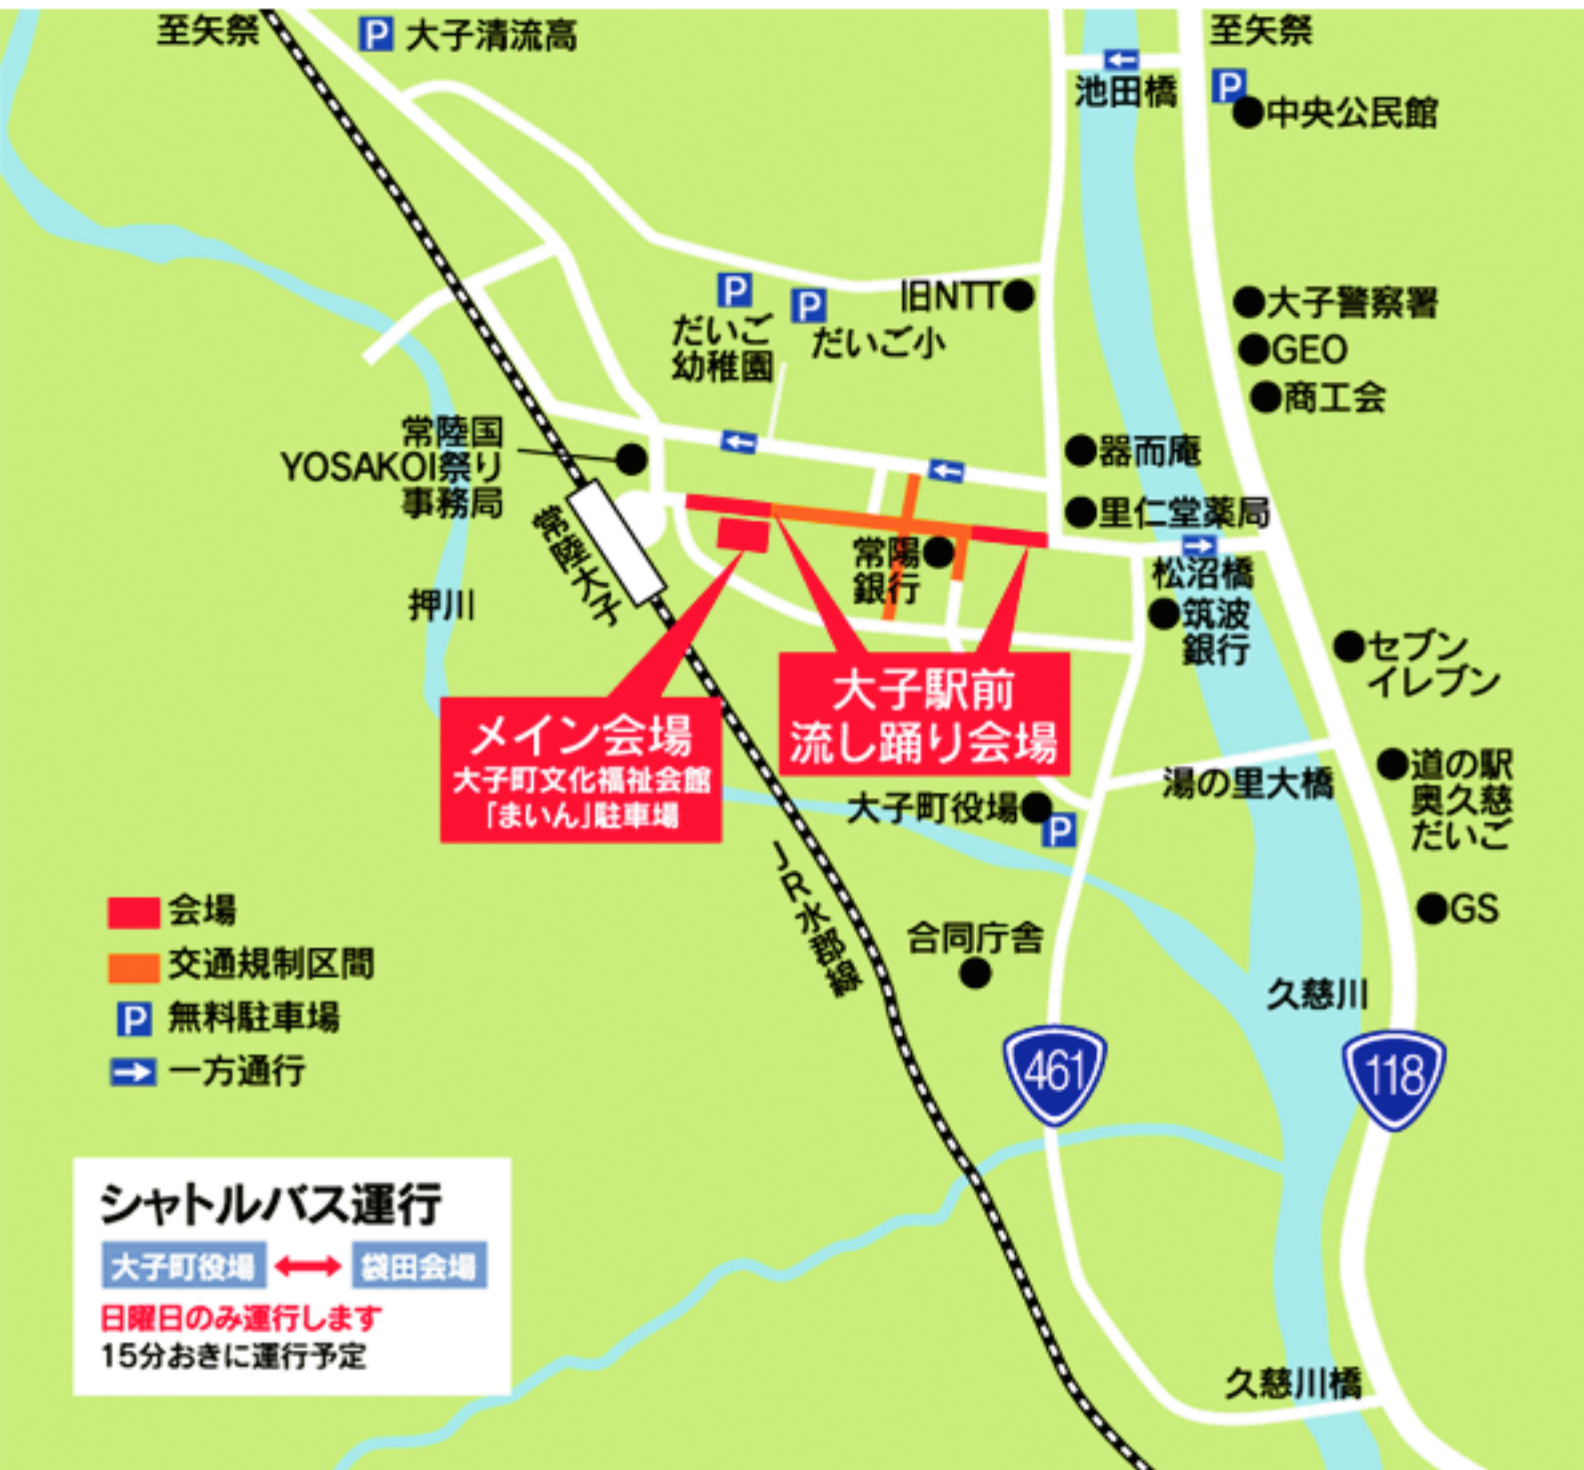 至矢祭
P 大子清流高
至矢祭
池田橋
P
中央公民館
P
だいご
幼稚園
P
だいご小
旧NTT
大子警察署
GEO
商工会
常陸国
YOSAKOI祭り
事務局
器而庵
里仁堂薬局
常陸大子
常陽
銀行
松沼橋
筑波
銀行
押川
セブン
イレブン
メイン会場
大子町文化福祉会館
「まいん」駐車場
大子駅前
流し踊り会場
湯の里大橋
道の駅
奥久慈
だいご
大子町役場
P
JR水郡線
GS
合同庁舎
久慈川
461
118
会場
交通規制区間
P 無料駐車場
一方通行
シャトルバス運行
大子町役場 袋田会場
日曜日のみ運行します
15分おきに運行予定
久慈川橋